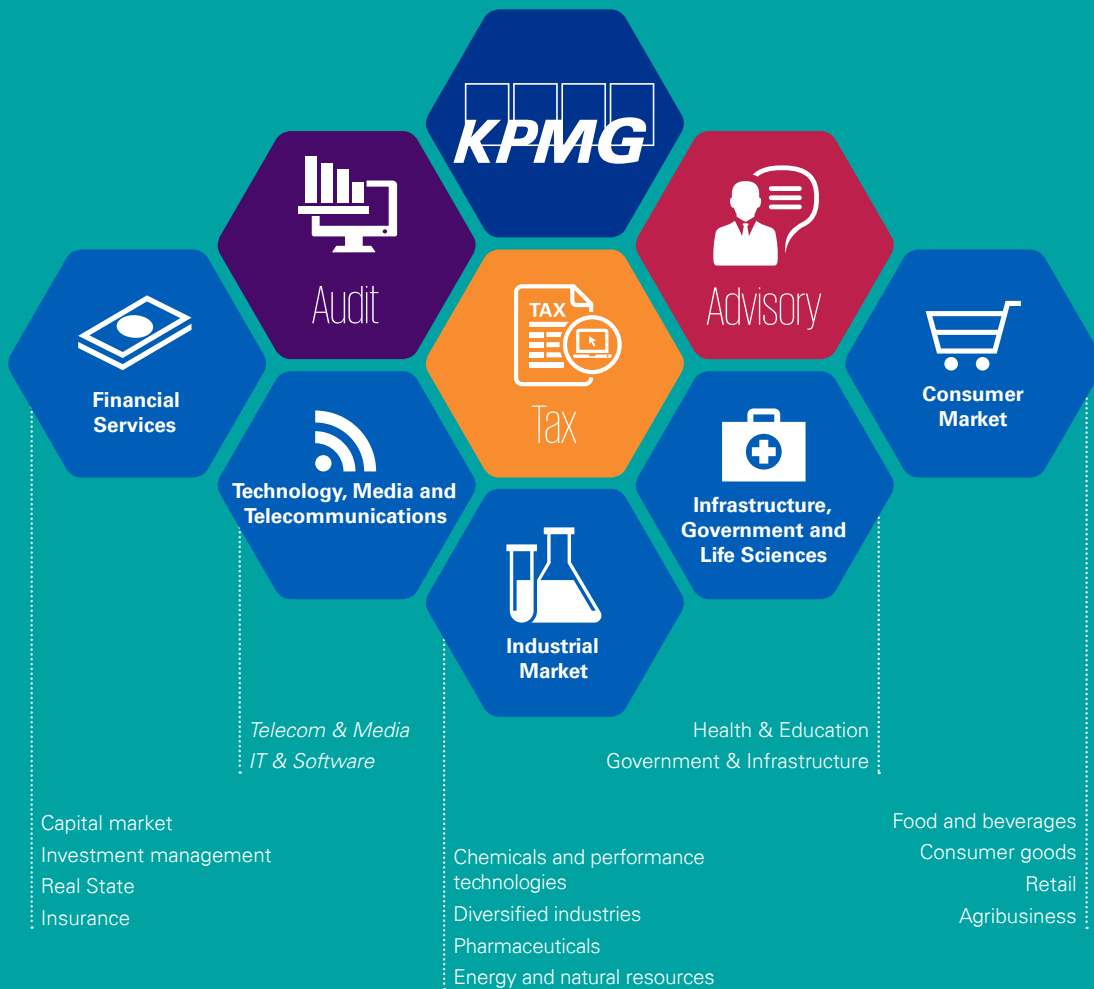 KPMG
Audit
Advisory
TAX
Tax
Financial
Services
Consumer
Market
Technology, Media and
Telecommunications
Infrastructure,
Government and
Life Sciences
Industrial
Market
Telecom & Media
IT & Software
Health & Education
Government & Infrastructure
Capital market
Investment management
Real State
Insurance
Chemicals and performance
technologies
Diversified industries
Pharmaceuticals
Energy and natural resources
Food and beverages
Consumer goods
Retail
Agribusiness